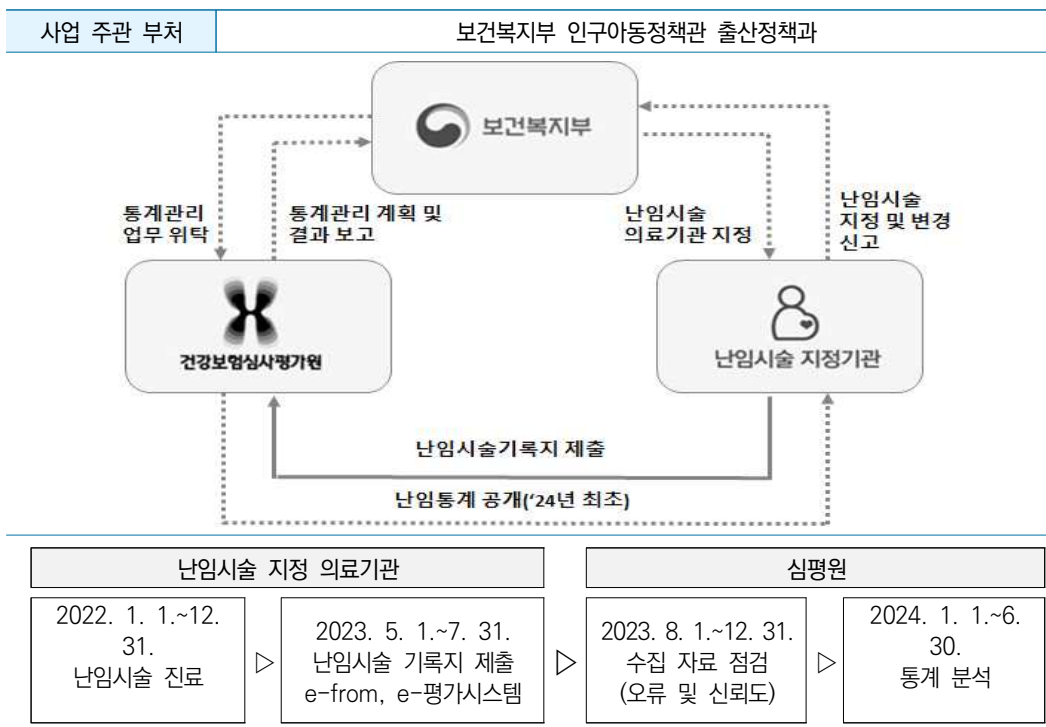 사업 주관 부처
보건복지부 인구아동정책관 출산정책과
보건복지부
통계관리
업무 위탁
통계관리 계획 및
결과 보고
난임시술
의료기관 지정
난임시술
지정 및 변경
신고
건강보험심사평가원
난임시술 지정기관
난임시술기록지 제출
난임통계 공개('24년 최초)
난임시술 지정 의료기관
심평원
2022. 1. 1.~12.
31.
난임시술 진료
▷
2023. 5. 1.~7. 31.
난임시술 기록지 제출
e-from, e-평가시스템
▷
2023. 8. 1.~12. 31.
수집 자료 점검
(오류 및 신뢰도)
▷
2024. 1. 1.~6.
30.
통계 분석